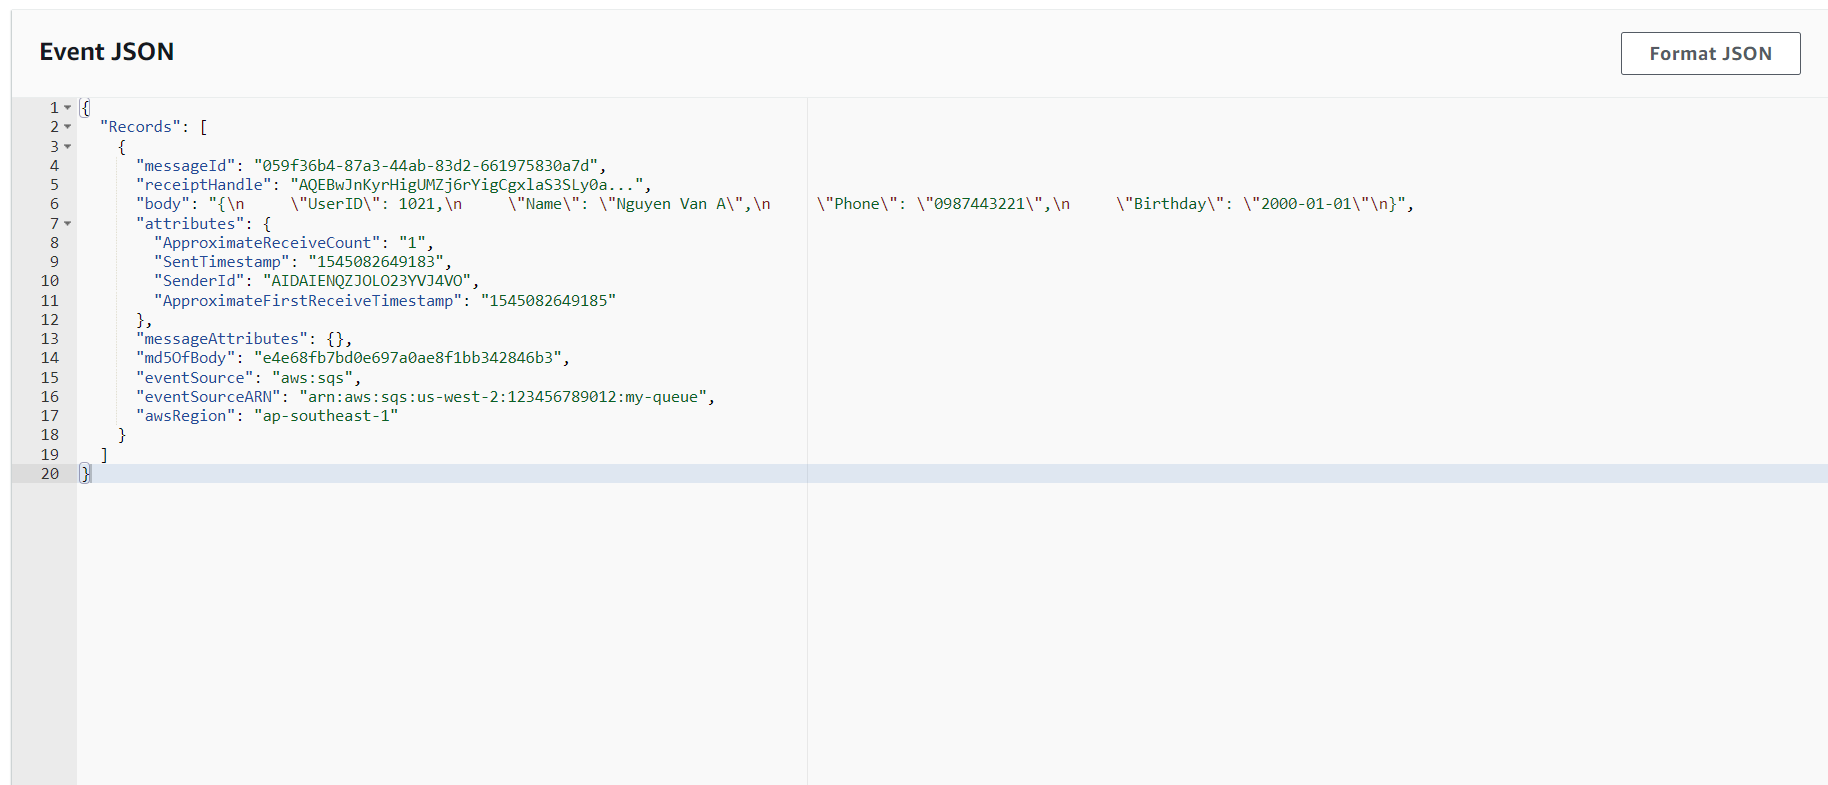 Event JSON
Format JSON
1 {
2 "Records": [
3 {
4 "messageId": "059f36b4-87a3-44ab-83d2-661975830a7d",
5 "receiptHandle": "AQEBwJnKyrHigUMZj6rYigCgxlaS3SLy0a...",
6 "body": "{\n     \"UserID\": 1021,\n     \"Name\": \"Nguyen Van A\",\n     \"Phone\": \"0987443221\",\n     \"Birthday\": \"2000-01-01\"\n}",
7 "attributes": {
8 "ApproximateReceiveCount": "1",
9 "SentTimestamp": "1545082649183",
10 "SenderId": "AIDAIENQZJOLO23YVJ4VO",
11 "ApproximateFirstReceiveTimestamp": "1545082649185"
12 },
13 "messageAttributes": {},
14 "md5OfBody": "e4e68fb7bd0e697a0ae8f1bb342846b3",
15 "eventSource": "aws:sqs",
16 "eventSourceARN": "arn:aws:sqs:us-west-2:123456789012:my-queue",
17 "awsRegion": "ap-southeast-1"
18 }
19 ]
20 }